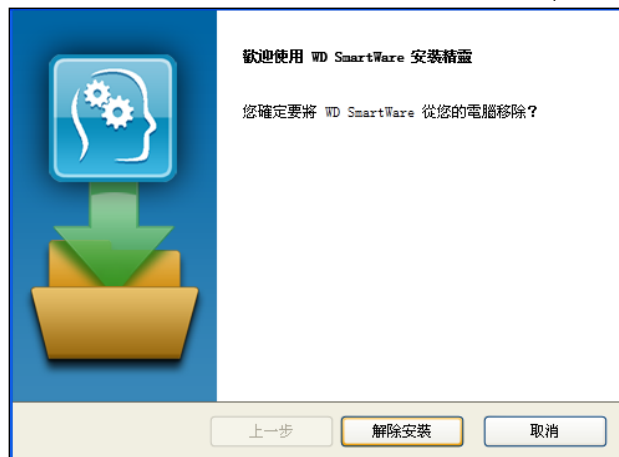 歡迎使用 WD SmartWare 安裝精靈
您確定要將 WD SmartWare 從您的電腦移除?
上一步
解除安裝
取消